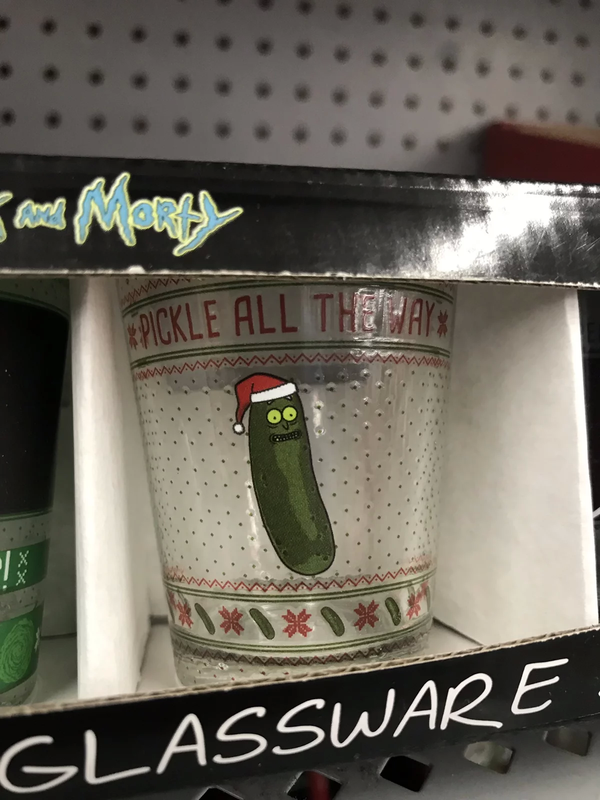 AND MORTY
PICKLE ALL THE WAY
GLASSWARE